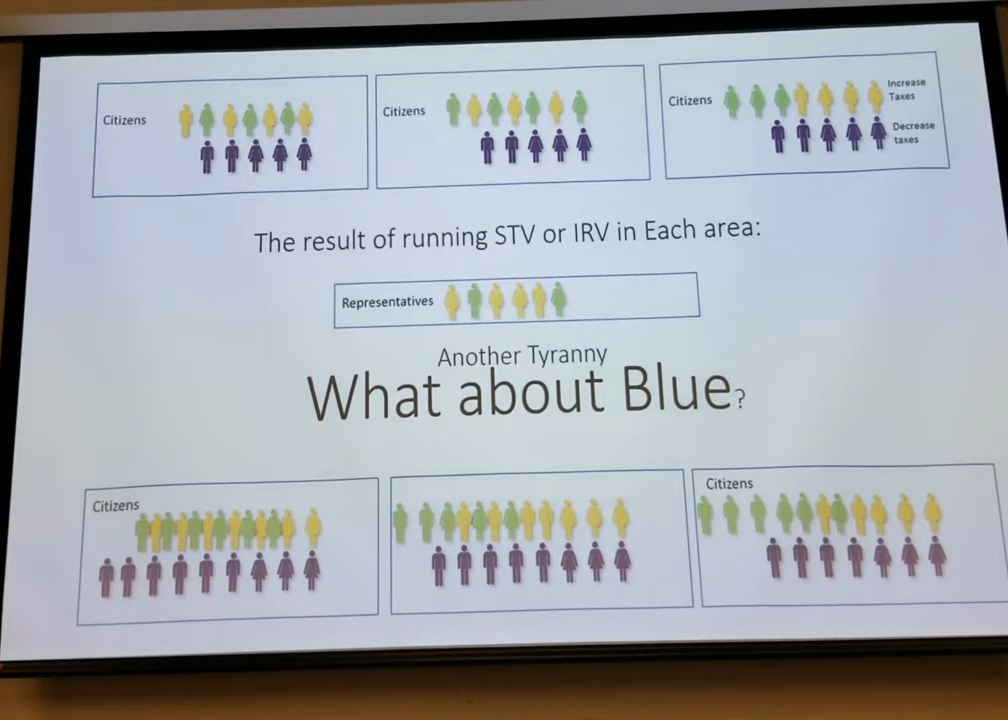 Citizens
Citizens
Citizens
Increase
Taxes
Decrease
taxes
The result of running STV or IRV in Each area:
Representatives
Another Tyranny
What about Blue?
Citizens
Citizens